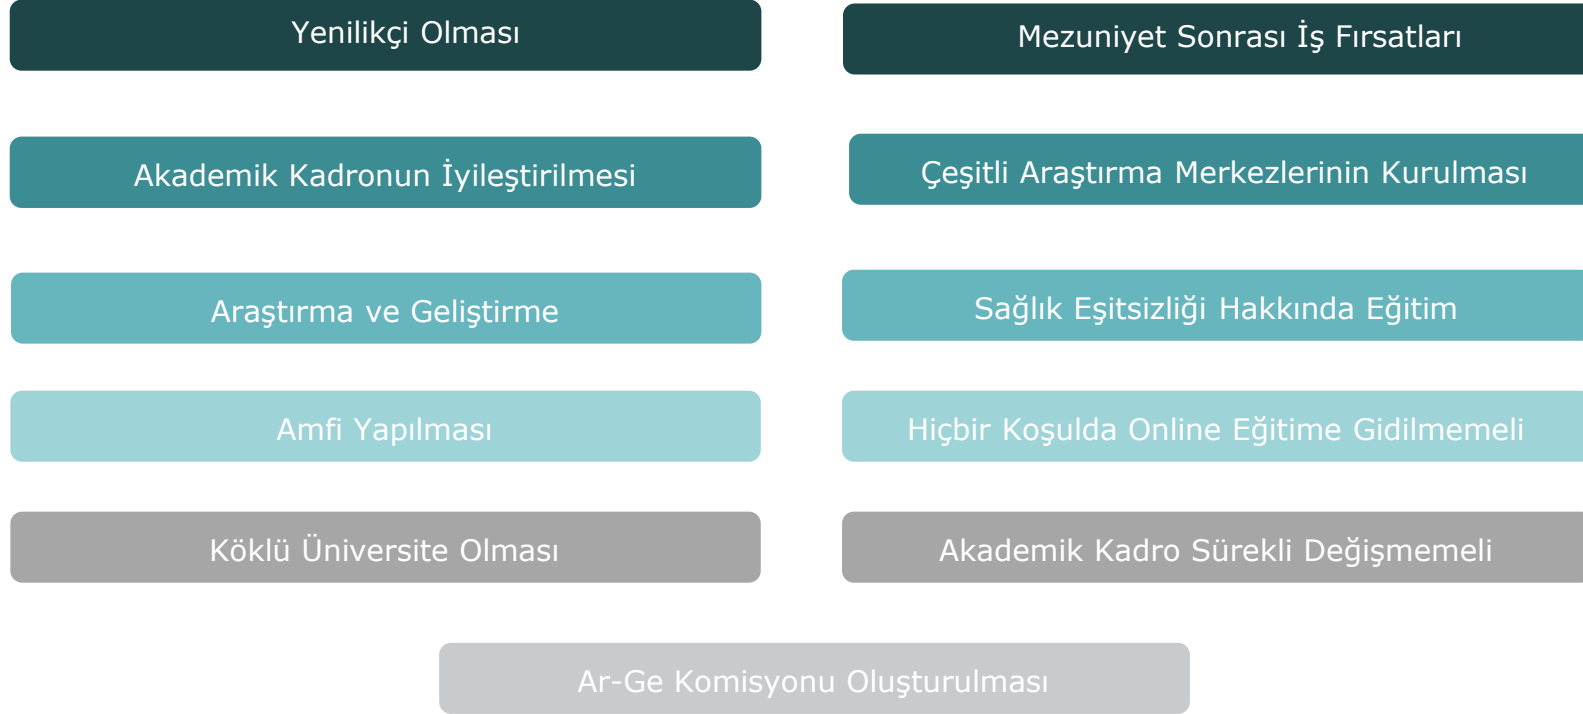 Yenilikçi Olması
Mezuniyet Sonrası İş Fırsatları
Akademik Kadronun İyileştirilmesi
Çeşitli Araştırma Merkezlerinin Kurulması
Araştırma ve Geliştirme
Sağlık Eşitsizliği Hakkında Eğitim
Amfi Yapılması
Hiçbir Koşulda Online Eğitime Gidilmemeli
Köklü Üniversite Olması
Akademik Kadro Sürekli Değişmemeli
Ar-Ge Komisyonu Oluşturulması